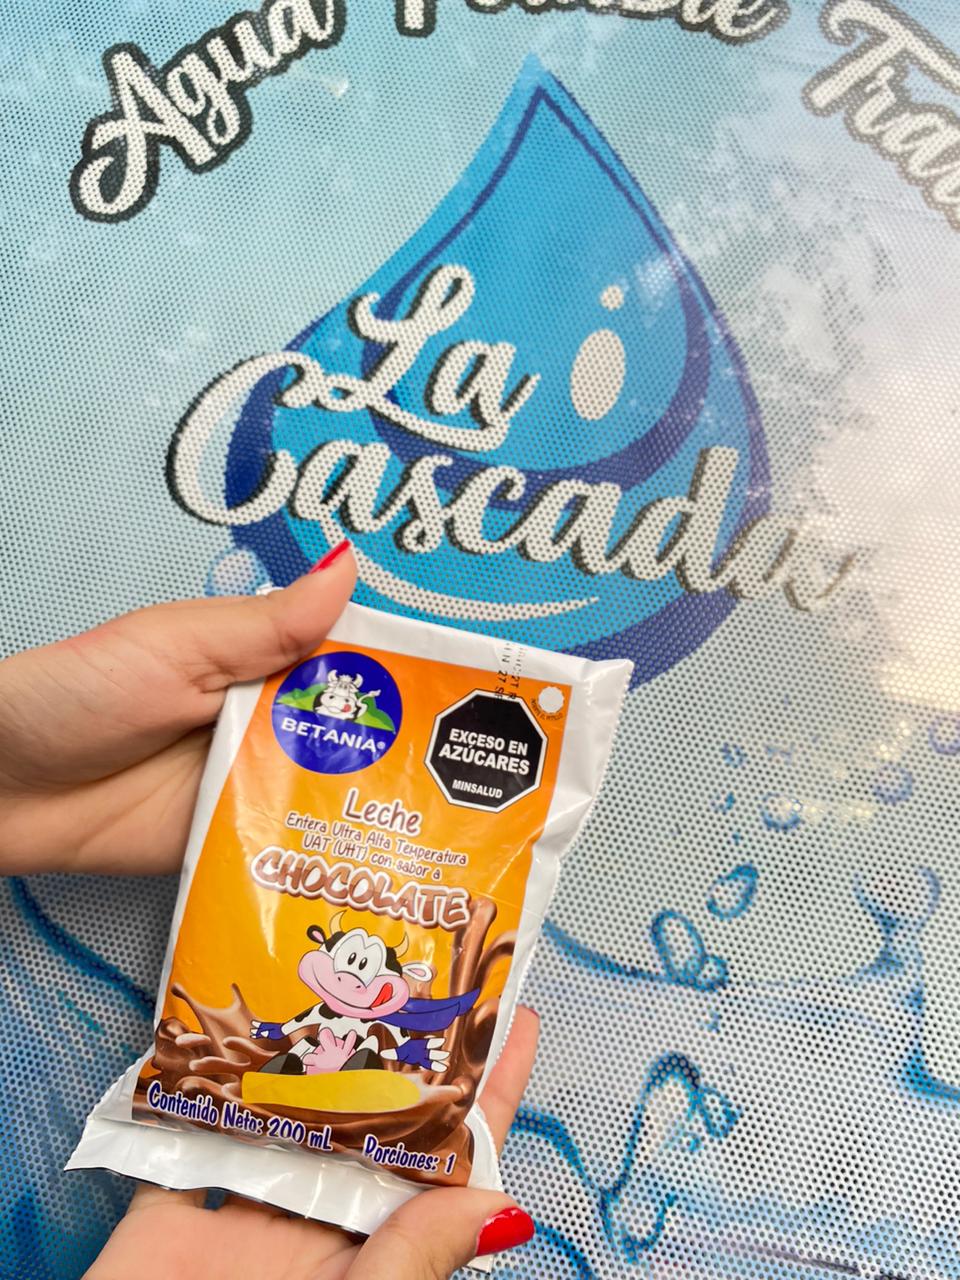 Agua Potable
La
Cascada
BETANIA®
EXCESO EN
AZÚCARES
MINSALUD
Leche
Entera Ultra Alta Temperatura
UAT (UHT) con sabor a
CHOCOLATE
Contenido Neto: 200 mL
Porciones: 1